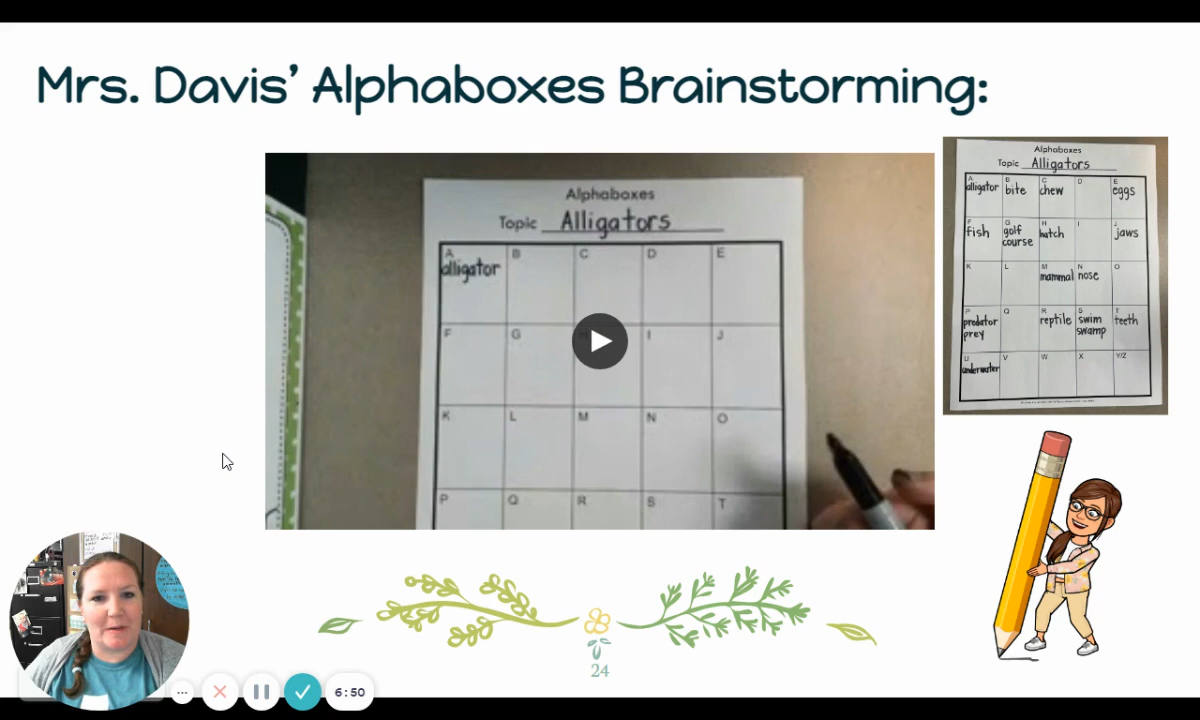 Mrs. Davis' Alphaboxes Brainstorming:
Alphaboxes
Topic Alligators
A B C D E
alligator
F G H I J
K L M N O
P Q R S T
Alphaboxes
Topic Alligators
A B C D E
alligator bite chew eggs
F G H I J
fish golf hatch jaws
course
K L M N O
mammal nose
P Q R S T
predator reptile swim teeth
prey swamp
U V W X Y/Z
underwater
24
6:50